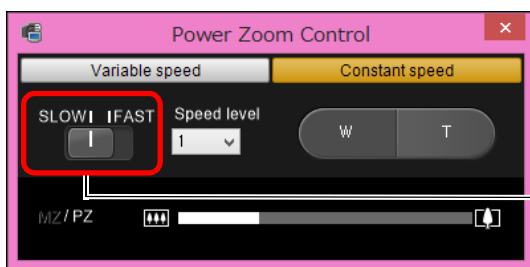 Power Zoom Control
Variable speed Constant speed
SLOW FAST Speed level
1
W T
MZ/PZ